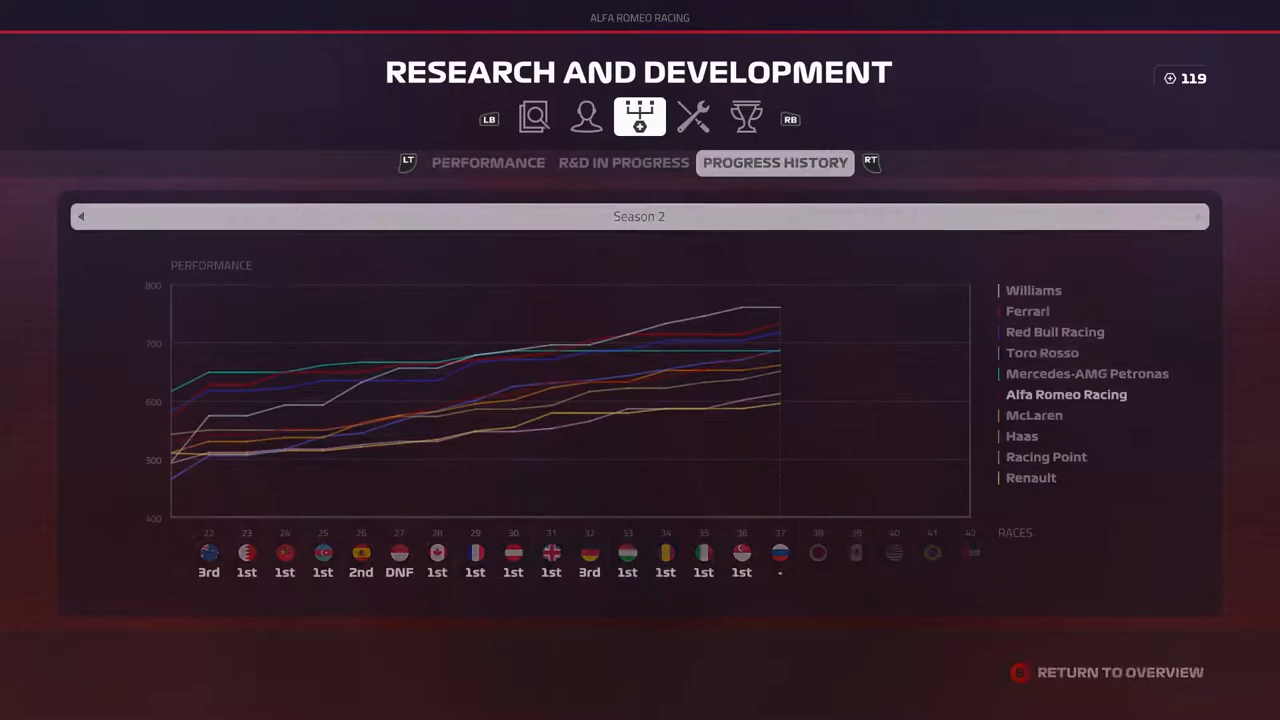 ALFA ROMEO RACING
RESEARCH AND DEVELOPMENT
119
LB RB
LT PERFORMANCE R&D IN PROGRESS PROGRESS HISTORY RT
Season 2
PERFORMANCE
800
700
600
500
400
Williams
Ferrari
Red Bull Racing
Toro Rosso
Mercedes-AMG Petronas
Alfa Romeo Racing
McLaren
Haas
Racing Point
Renault
22 23 24 25 26 27 28 29 30 31 32 33 34 35 36 37 38 39 40 41 42 RACES
3rd 1st 1st 1st 2nd DNF 1st 1st 1st 1st 3rd 1st 1st 1st 1st -
B RETURN TO OVERVIEW